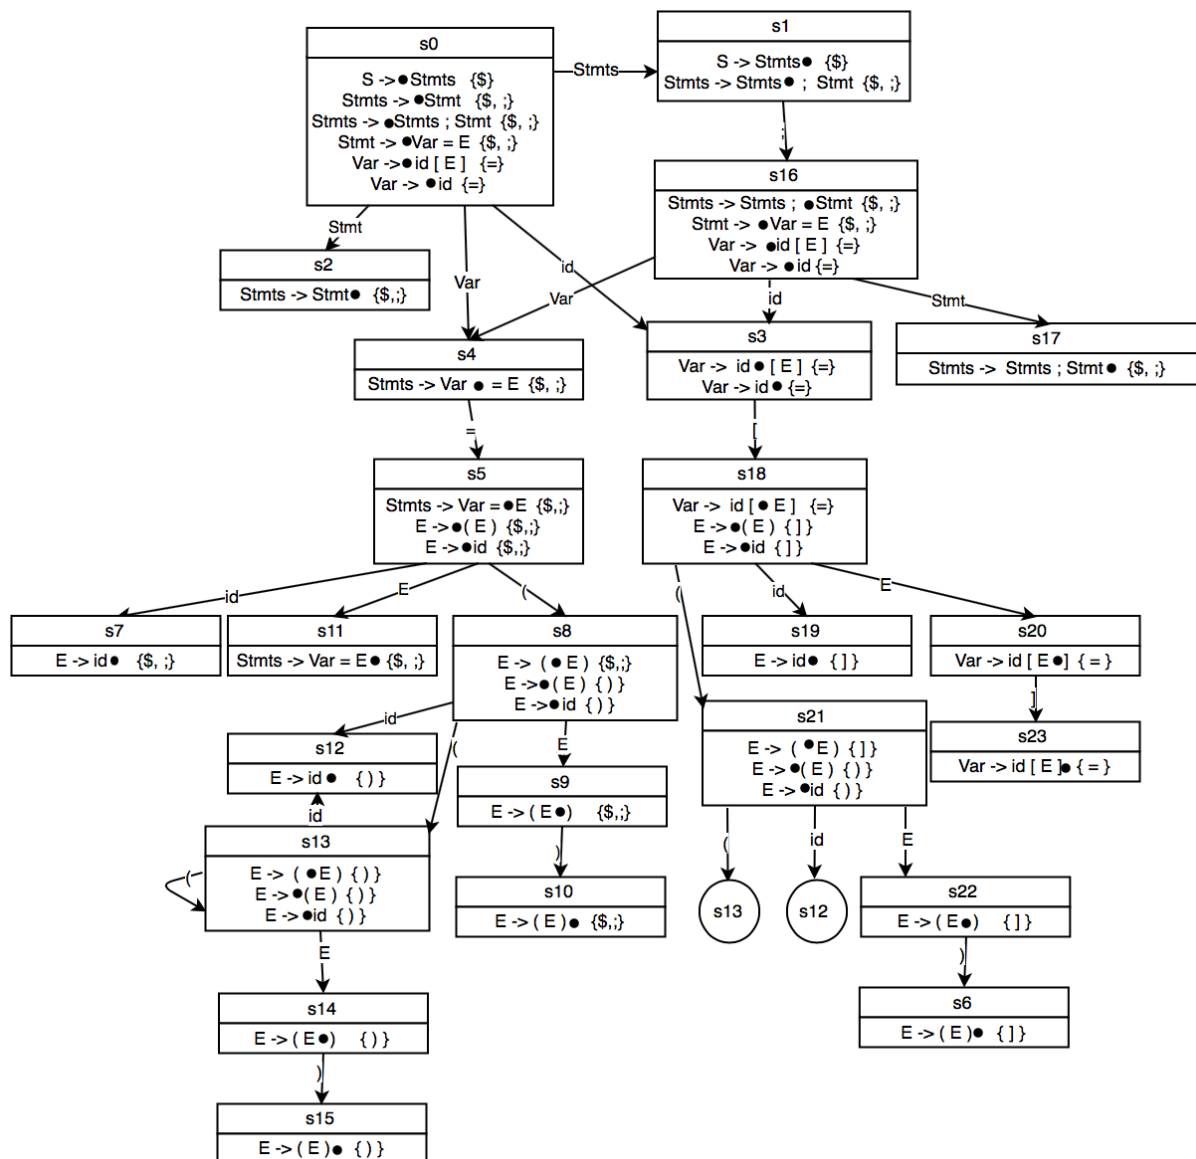 s0
S -> ●Stmts {$}
Stmts -> ●Stmt {$, ;}
Stmts -> ●Stmts ; Stmt {$, ;}
Stmt -> ●Var = E {$, ;}
Var -> ●id [ E ] {=}
Var -> ●id {=}
Stmts
s1
S -> Stmts● {$}
Stmts -> Stmts● ; Stmt {$, ;}
;
s16
Stmts -> Stmts ; ●Stmt {$, ;}
Stmt -> ●Var = E {$, ;}
Var -> ●id [ E ] {=}
Var -> ●id {=}
Stmt
Var
id
Var
id
Stmt
s2
Stmts -> Stmt● {$,;}
s4
Stmts -> Var ● = E {$, ;}
s3
Var -> id ● [ E ] {=}
Var -> id ● {=}
s17
Stmts -> Stmts ; Stmt ● {$, ;}
=
[
s5
Stmts -> Var = ●E {$,;}
E -> ●( E ) {$,;}
E -> ●id {$,;}
s18
Var -> id [ ● E ] {=}
E -> ●( E ) { ] }
E -> ●id { ] }
id
E
(
(
id
E
s7
E -> id ● {$, ;}
s11
Stmts -> Var = E ● {$, ;}
s8
E -> ( ● E ) {$,;}
E -> ●( E ) { ) }
E -> ●id { ) }
s19
E -> id ● { ] }
s20
Var -> id [ E ●] { = }
id
(
E
]
s12
E -> id ● { ) }
s9
E -> ( E ●) {$,;}
s21
E -> ( ●E ) { ] }
E -> ●( E ) { ) }
E -> ●id { ) }
s23
Var -> id [ E ]● { = }
id
s13
E -> ( ●E ) { ) }
E -> ●( E ) { ) }
E -> ●id { ) }
(
)
(
id
E
s10
E -> ( E )● {$,;}
s13
s12
s22
E -> ( E ●) { ] }
E
)
s14
E -> ( E ●) { ) }
s6
E -> ( E )● { ] }
)
s15
E -> ( E )● { ) }